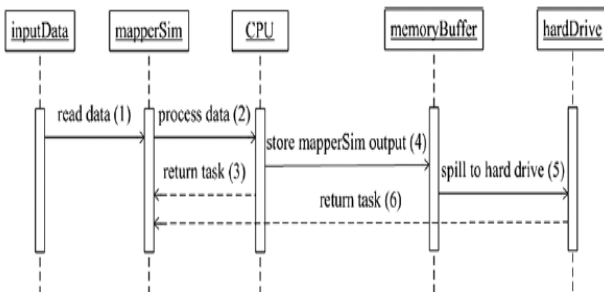 inputData mapperSim CPU memoryBuffer hardDrive
read data (1) process data (2)
store mapperSim output (4)
return task (3) spill to hard drive (5)
return task (6)